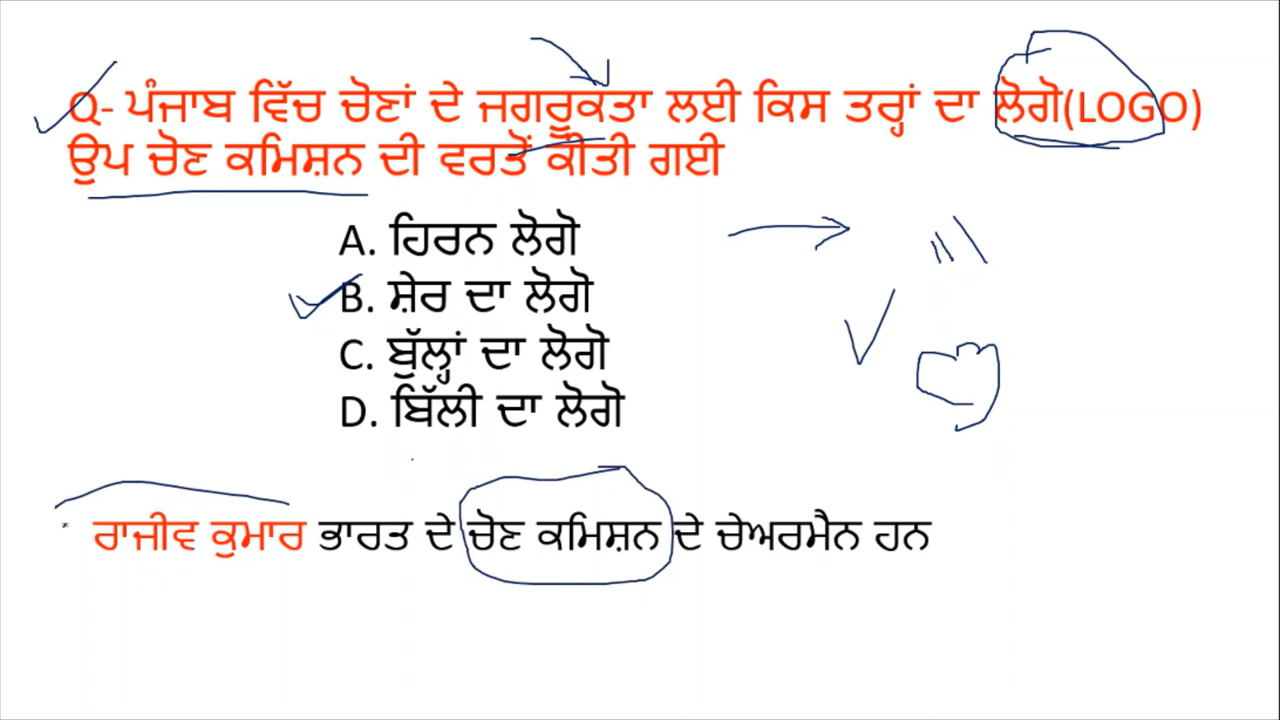 Q- ਪੰਜਾਬ ਵਿੱਚ ਚੋਣਾਂ ਦੇ ਜਗਰੂਕਤਾ ਲਈ ਕਿਸ ਤਰ੍ਹਾਂ ਦਾ ਲੋਗੋ(LOGO)
ਉਪ ਚੋਣ ਕਮਿਸ਼ਨ ਦੀ ਵਰਤੋਂ ਕੀਤੀ ਗਈ
A. ਹਿਰਨ ਲੋਗੋ
B. ਸ਼ੇਰ ਦਾ ਲੋਗੋ
C. ਬੁੱਲ੍ਹਾਂ ਦਾ ਲੋਗੋ
D. ਬਿੱਲੀ ਦਾ ਲੋਗੋ
ਰਾਜੀਵ ਕੁਮਾਰ ਭਾਰਤ ਦੇ ਚੋਣ ਕਮਿਸ਼ਨ ਦੇ ਚੇਅਰਮੈਨ ਹਨ